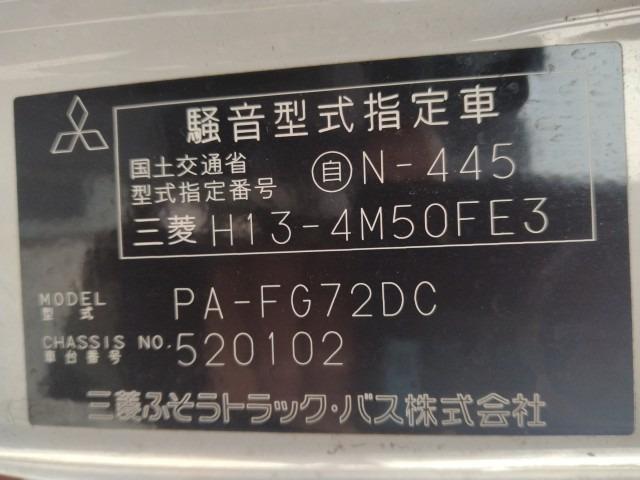 騒音型式指定車
国土交通省
型式指定番号
自N-445
三菱 H13-4M50FE3
MODEL
型式
PA-FG72DC
CHASSIS NO.
車台番号
520102
三菱ふそうトラック・バス株式会社